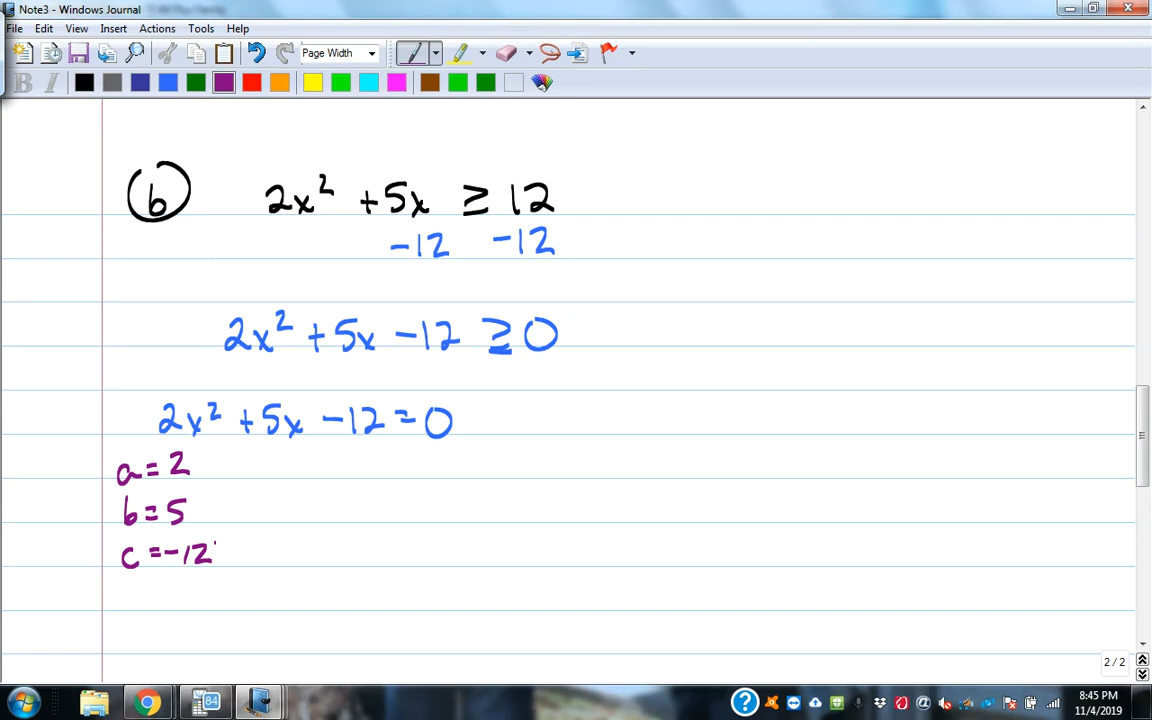 Note3 - Windows Journal
File Edit View Insert Actions Tools Help
Page Width
B I
b 2x² +5x ≥ 12
-12 -12
2x² +5x -12 ≥ 0
2x² +5x -12 = 0
a = 2
b = 5
c = -12
2 / 2
84
8:45 PM
11/4/2019